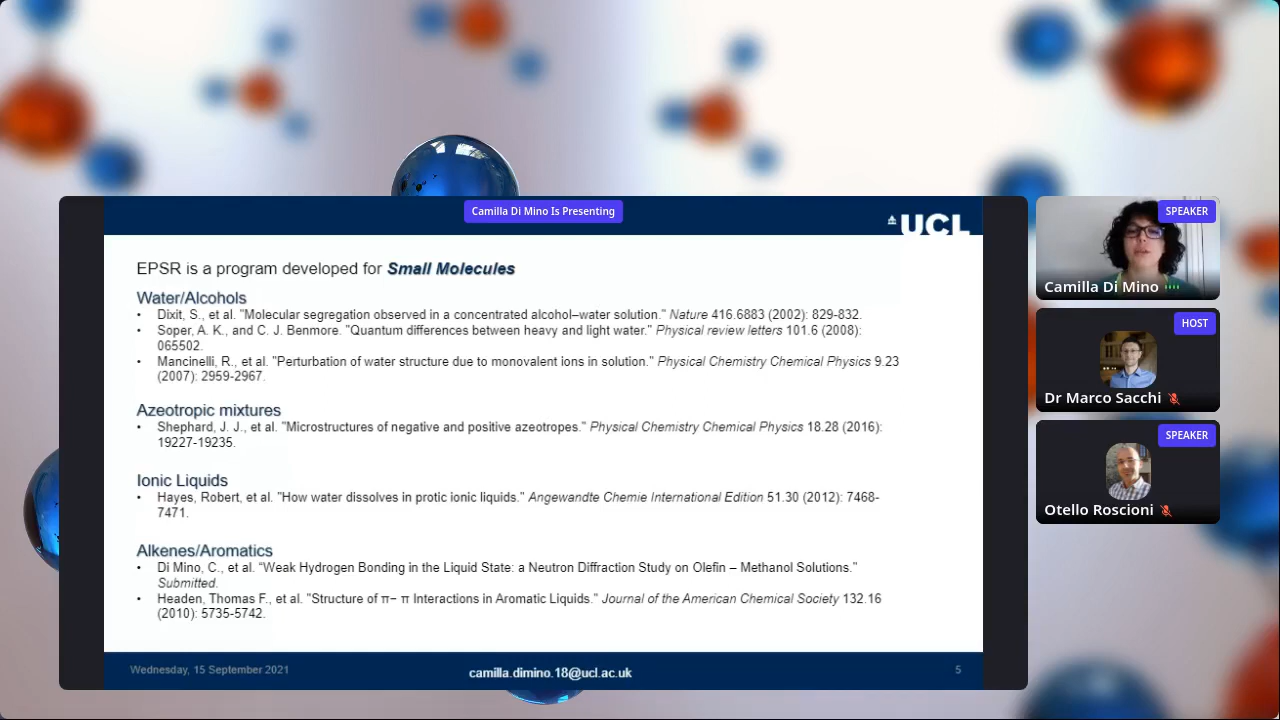 Camilla Di Mino Is Presenting
UCL
EPSR is a program developed for Small Molecules
Water/Alcohols
• Dixit, S., et al. "Molecular segregation observed in a concentrated alcohol–water solution." Nature 416.6883 (2002): 829-832.
• Soper, A. K., and C. J. Benmore. "Quantum differences between heavy and light water." Physical review letters 101.6 (2008):
065502.
• Mancinelli, R., et al. "Perturbation of water structure due to monovalent ions in solution." Physical Chemistry Chemical Physics 9.23
(2007): 2959-2967.
Azeotropic mixtures
• Shephard, J. J., et al. "Microstructures of negative and positive azeotropes." Physical Chemistry Chemical Physics 18.28 (2016):
19227-19235.
Ionic Liquids
• Hayes, Robert, et al. "How water dissolves in protic ionic liquids." Angewandte Chemie International Edition 51.30 (2012): 7468-
7471.
Alkenes/Aromatics
• Di Mino, C., et al. “Weak Hydrogen Bonding in the Liquid State: a Neutron Diffraction Study on Olefin – Methanol Solutions.”
Submitted.
• Headen, Thomas F., et al. "Structure of π− π Interactions in Aromatic Liquids." Journal of the American Chemical Society 132.16
(2010): 5735-5742.
Wednesday, 15 September 2021
camilla.dimino.18@ucl.ac.uk
5
SPEAKER
Camilla Di Mino
HOST
Dr Marco Sacchi
SPEAKER
Otello Roscioni